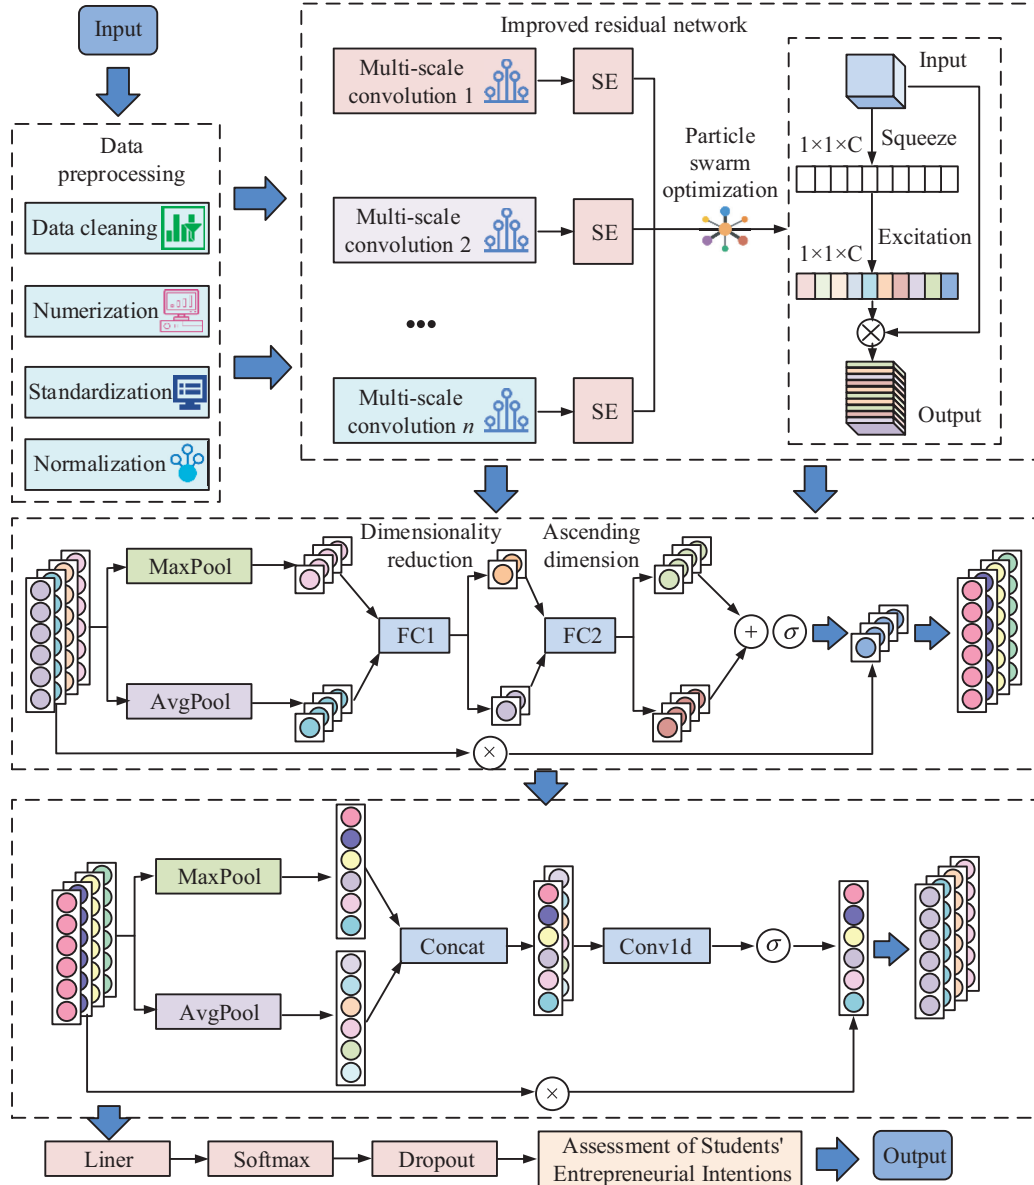 Input
Data
preprocessing
Data cleaning
Numerization
Standardization
Normalization
Improved residual network
Multi-scale
convolution 1
SE
Multi-scale
convolution 2
SE
•••
Multi-scale
convolution n
SE
Particle
swarm
optimization
Input
Squeeze
1×1×C
Excitation
1×1×C
Output
Dimensionality
reduction
Ascending
dimension
MaxPool
AvgPool
FC1
FC2
+
σ
×
MaxPool
AvgPool
Concat
Conv1d
σ
×
Liner
Softmax
Dropout
Assessment of Students'
Entrepreneurial Intentions
Output